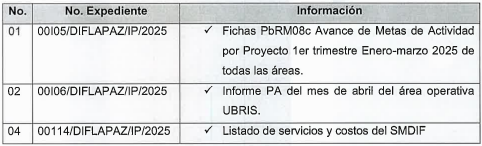 No. No. Expediente Información
01 00I05/DIFLAPAZ/IP/2025 ✓ Fichas PbRM08c Avance de Metas de Actividad
por Proyecto 1er trimestre Enero-marzo 2025 de
todas las áreas.
02 00I06/DIFLAPAZ/IP/2025 ✓ Informe PA del mes de abril del área operativa
UBRIS.
04 00114/DIFLAPAZ/IP/2025 ✓ Listado de servicios y costos del SMDIF